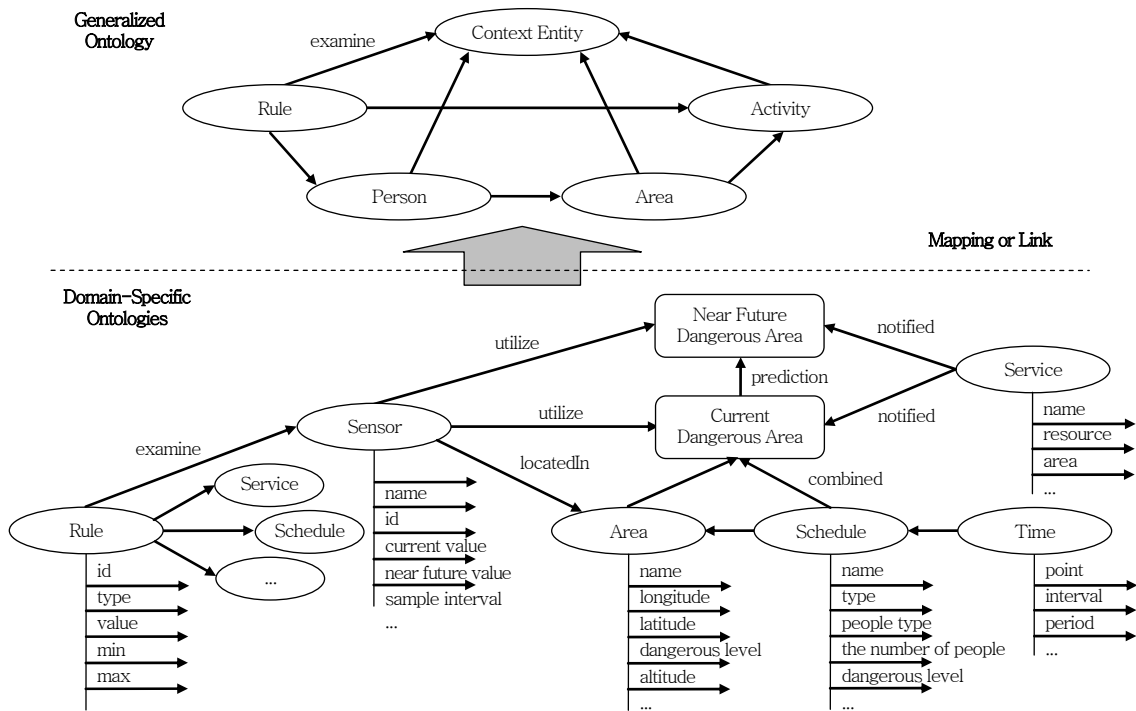 Generalized
Ontology
examine
Context Entity
Rule
Activity
Person
Area
Mapping or Link
Domain-Specific
Ontologies
Near Future
Dangerous Area
utilize
notified
prediction
Service
Sensor
utilize
Current
Dangerous Area
notified
name
resource
area
...
examine
locatedIn
combined
Service
name
id
current value
near future value
sample interval
...
Rule
Schedule
...
Area
Schedule
Time
id
type
value
min
max
name
longitude
latitude
dangerous level
altitude
...
name
type
people type
the number of people
dangerous level
...
point
interval
period
...